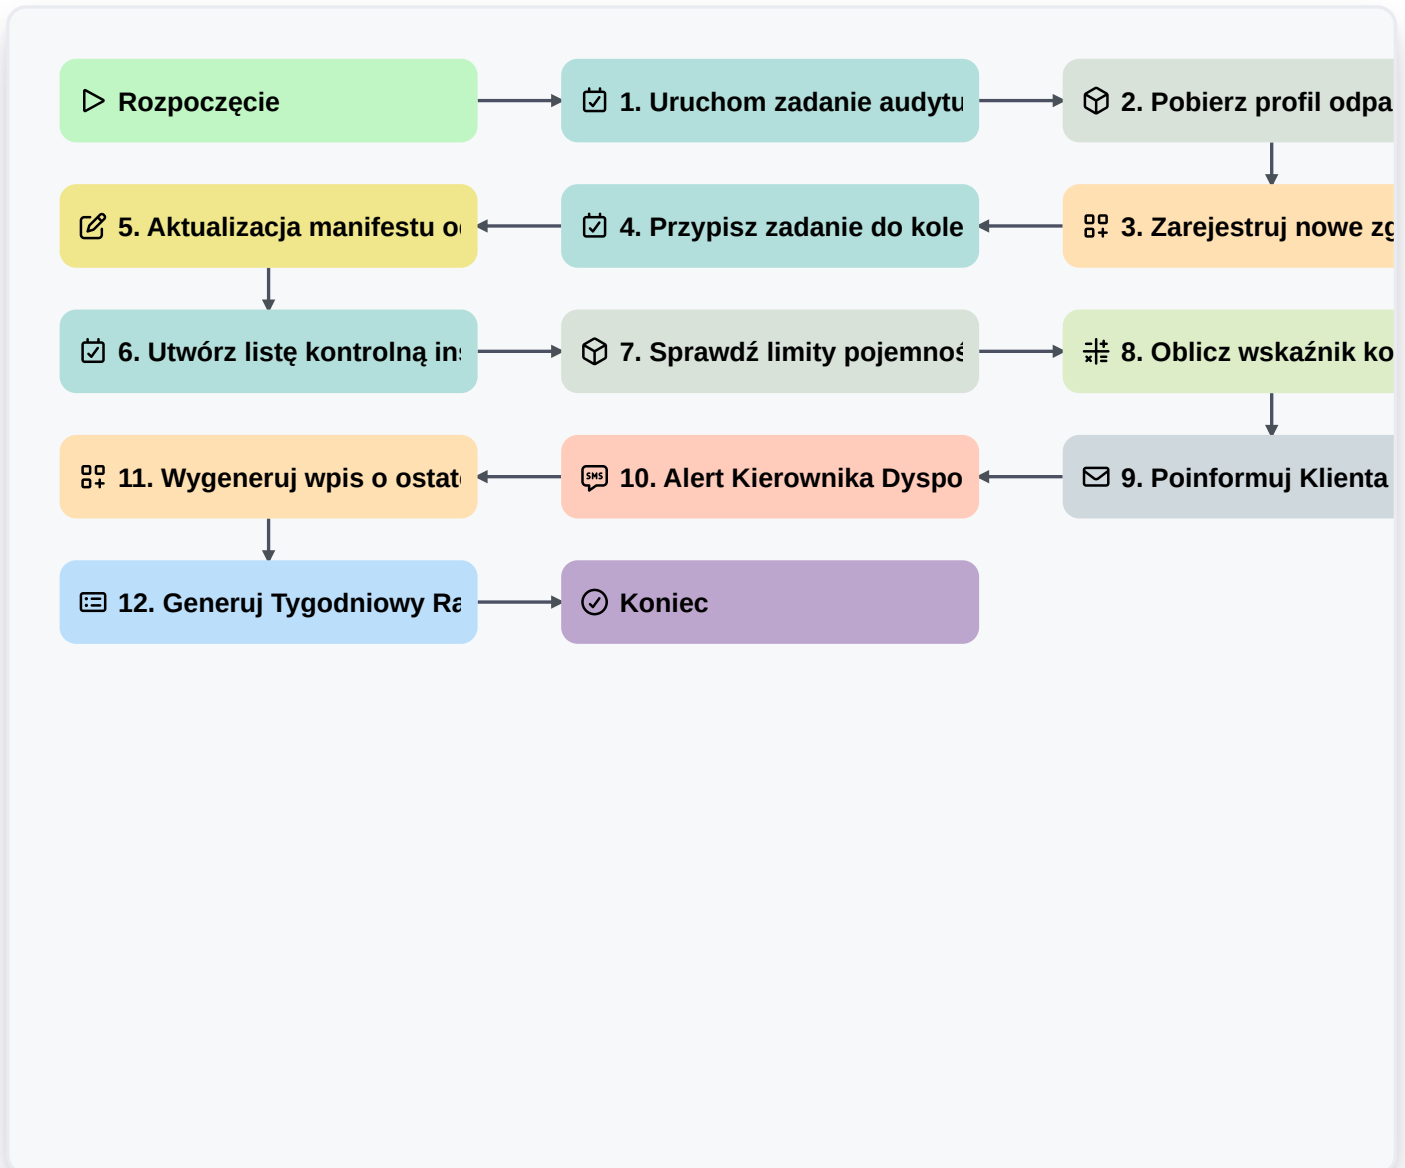 Rozpoczęcie
1. Uruchom zadanie audytu
2. Pobierz profil odpa
5. Aktualizacja manifestu
4. Przypisz zadanie do kole
3. Zarejestruj nowe zg
6. Utwórz listę kontrolną in
7. Sprawdź limity pojemnoś
8. Oblicz wskaźnik ko
11. Wygeneruj wpis o ostat
SMS
10. Alert Kierownika Dyspo
9. Poinformuj Klienta
12. Generuj Tygodniowy Ra
Koniec